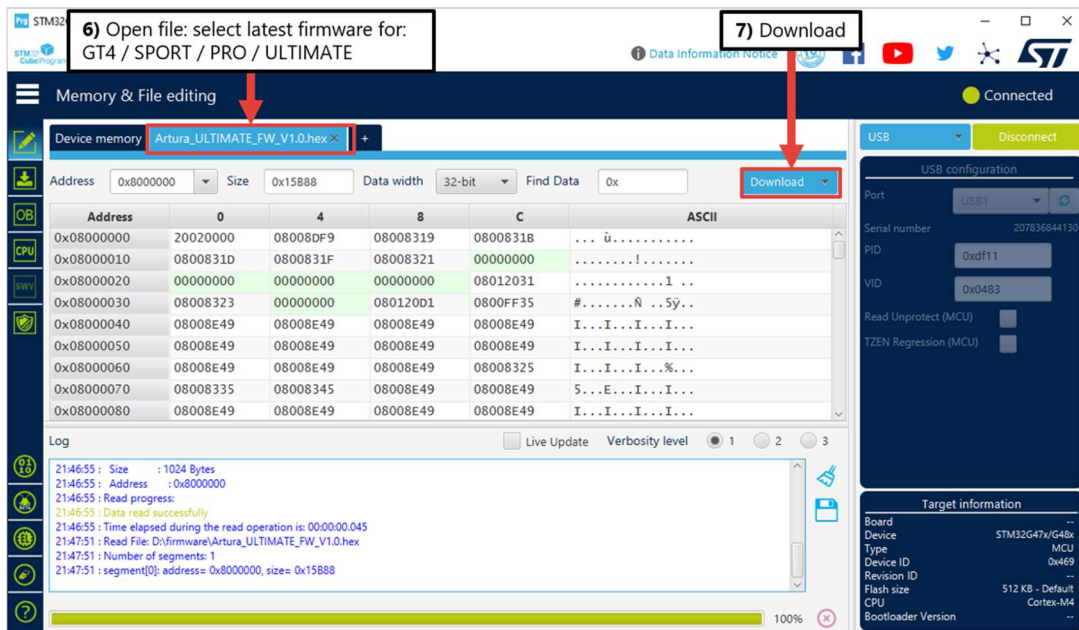 Prg STM32C
6) Open file: select latest firmware for:
GT4 / SPORT / PRO / ULTIMATE
7) Download
STM32
CubeProgram
Data Information Notice
Memory & File editing
Connected
Device memory
Artura_ULTIMATE_FW_V1.0.hex
+
USB
Disconnect
Address 0x8000000 Size 0x15B88 Data width 32-bit Find Data 0x Download
Address 0 4 8 C ASCII
0x08000000 20020000 08008DF9 08008319 0800831B ... ù...........
0x08000010 0800831D 0800831F 08008321 00000000 ........!.......
0x08000020 00000000 00000000 00000000 08012031 ............1 ..
0x08000030 08008323 00000000 080120D1 0800FF35 #.......Ñ ..5ÿ..
0x08000040 08008E49 08008E49 08008E49 08008E49 I...I...I...I...
0x08000050 08008E49 08008E49 08008E49 08008E49 I...I...I...I...
0x08000060 08008E49 08008E49 08008E49 08008325 I...I...I...%...
0x08000070 08008335 08008345 08008E49 08008E49 5...E...I...I...
0x08000080 08008E49 08008E49 08008E49 08008E49 I...I...I...I...
Log
Live Update Verbosity level 1 2 3
21:46:55 : Size : 1024 Bytes
21:46:55 : Address : 0x8000000
21:46:55 : Read progress:
21:46:55 : Data read successfully
21:46:55 : Time elapsed during the read operation is: 00:00:00.045
21:47:51 : Read File: D:\firmware\Artura_ULTIMATE_FW_V1.0.hex
21:47:51 : Number of segments: 1
21:47:51 : segment[0]: address= 0x8000000, size= 0x15B88
100%
OB
CPU
SWV
USB configuration
Port USB1
Serial number 207836844130
PID 0xdf11
VID 0x0483
Read Unprotect (MCU)
TZEN Regression (MCU)
Target information
Board --
Device STM32G47x/G48x
Type MCU
Device ID 0x469
Revision ID --
Flash size 512 KB - Default
CPU Cortex-M4
Bootloader Version --